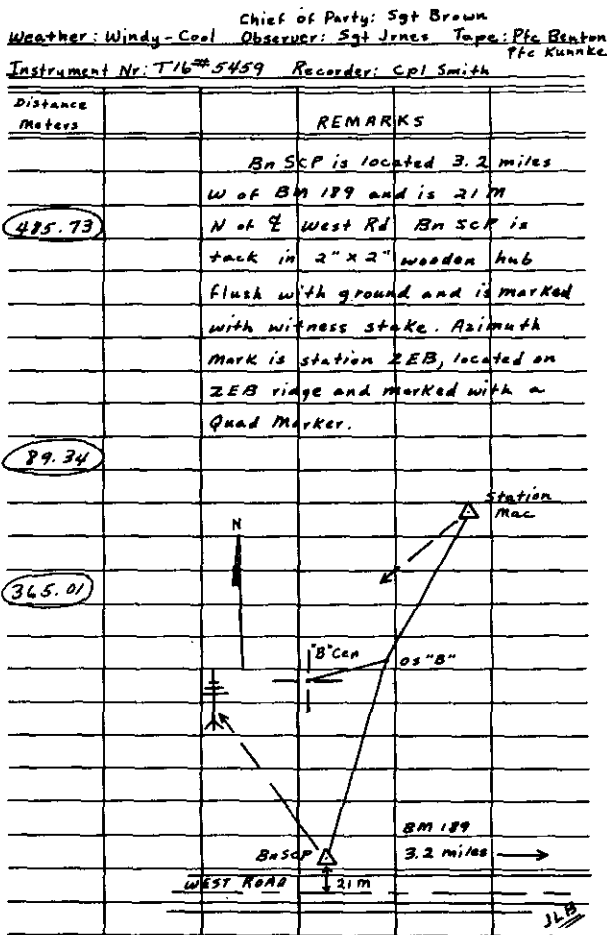 Chief of Party: Sgt Brown
Weather: Windy-Cool Observer: Sgt Jrnes Tape: Pfc Benton
Pfc Kunnke
Instrument Nr: T16 #5459 Recorder: Cpl Smith
Distance
Meters
REMARKS
Bn SCP is located 3.2 miles
W of BM 189 and is 21 M
485.73
N of ℄ West Rd Bn SCP is
tack in 2" x 2" wooden hub
flush with ground and is marked
with witness stake. Azimuth
Mark is station ZEB, located on
ZEB ridge and marked with a
Quad Marker.
89.34
Station
Mac
N
365.01
"B" Cen
OS "B"
BM 189
BnSCP
3.2 miles
WEST ROAD
21 m
JLB